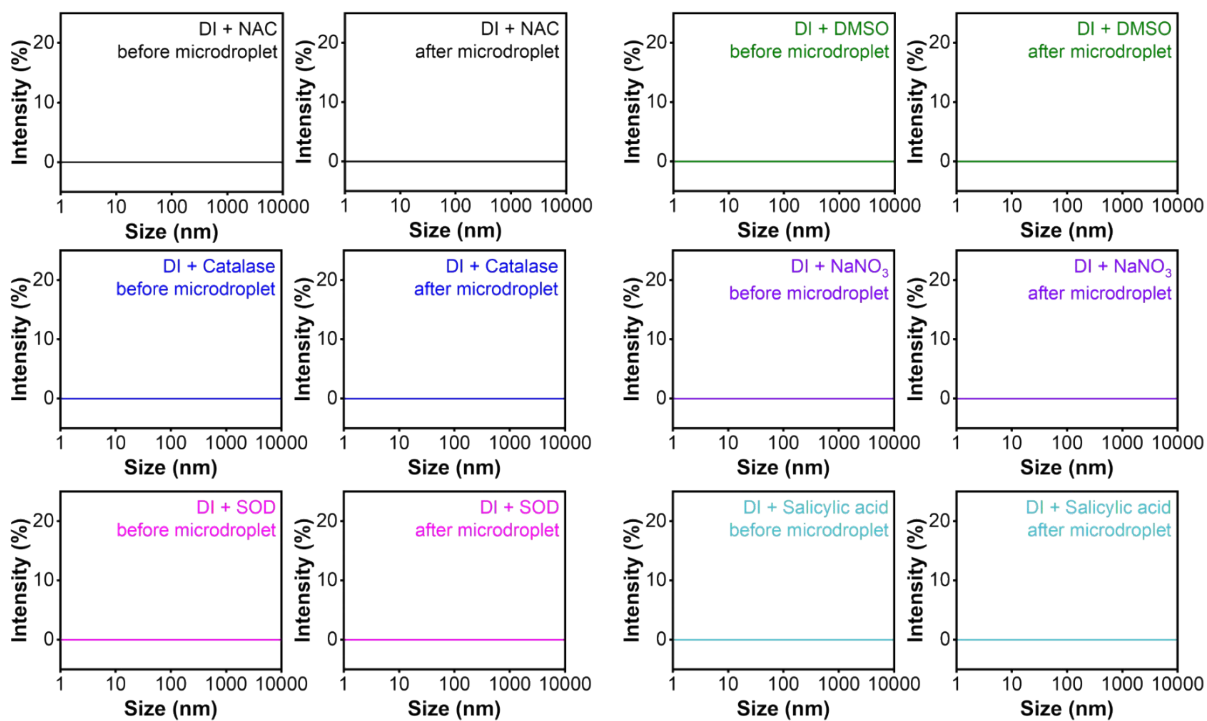 DI + NAC
before microdroplet
Intensity (%)
20
10
0
1 10 100 1000 10000
Size (nm)
DI + NAC
after microdroplet
Intensity (%)
20
10
0
1 10 100 1000 10000
Size (nm)
DI + DMSO
before microdroplet
Intensity (%)
20
10
0
1 10 100 1000 10000
Size (nm)
DI + DMSO
after microdroplet
Intensity (%)
20
10
0
1 10 100 1000 10000
Size (nm)
DI + Catalase
before microdroplet
Intensity (%)
20
10
0
1 10 100 1000 10000
Size (nm)
DI + Catalase
after microdroplet
Intensity (%)
20
10
0
1 10 100 1000 10000
Size (nm)
DI + NaNO₃
before microdroplet
Intensity (%)
20
10
0
1 10 100 1000 10000
Size (nm)
DI + NaNO₃
after microdroplet
Intensity (%)
20
10
0
1 10 100 1000 10000
Size (nm)
DI + SOD
before microdroplet
Intensity (%)
20
10
0
1 10 100 1000 10000
Size (nm)
DI + SOD
after microdroplet
Intensity (%)
20
10
0
1 10 100 1000 10000
Size (nm)
DI + Salicylic acid
before microdroplet
Intensity (%)
20
10
0
1 10 100 1000 10000
Size (nm)
DI + Salicylic acid
after microdroplet
Intensity (%)
20
10
0
1 10 100 1000 10000
Size (nm)